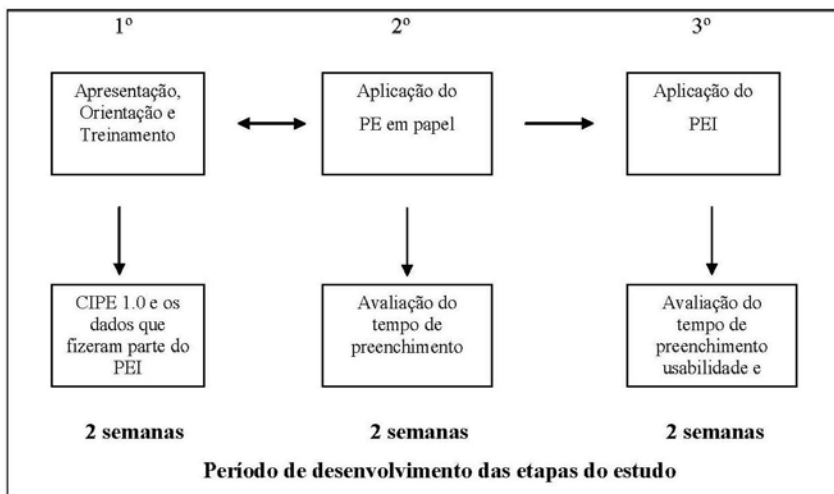 1º
2º
3º
Apresentação,
Orientação e
Treinamento
Aplicação do
PE em papel
Aplicação do
PEI
CIPE 1.0 e os
dados que
fizeram parte do
PEI
Avaliação do
tempo de
preenchimento
Avaliação do
tempo de
preenchimento
usabilidade e
2 semanas
2 semanas
2 semanas
Período de desenvolvimento das etapas do estudo